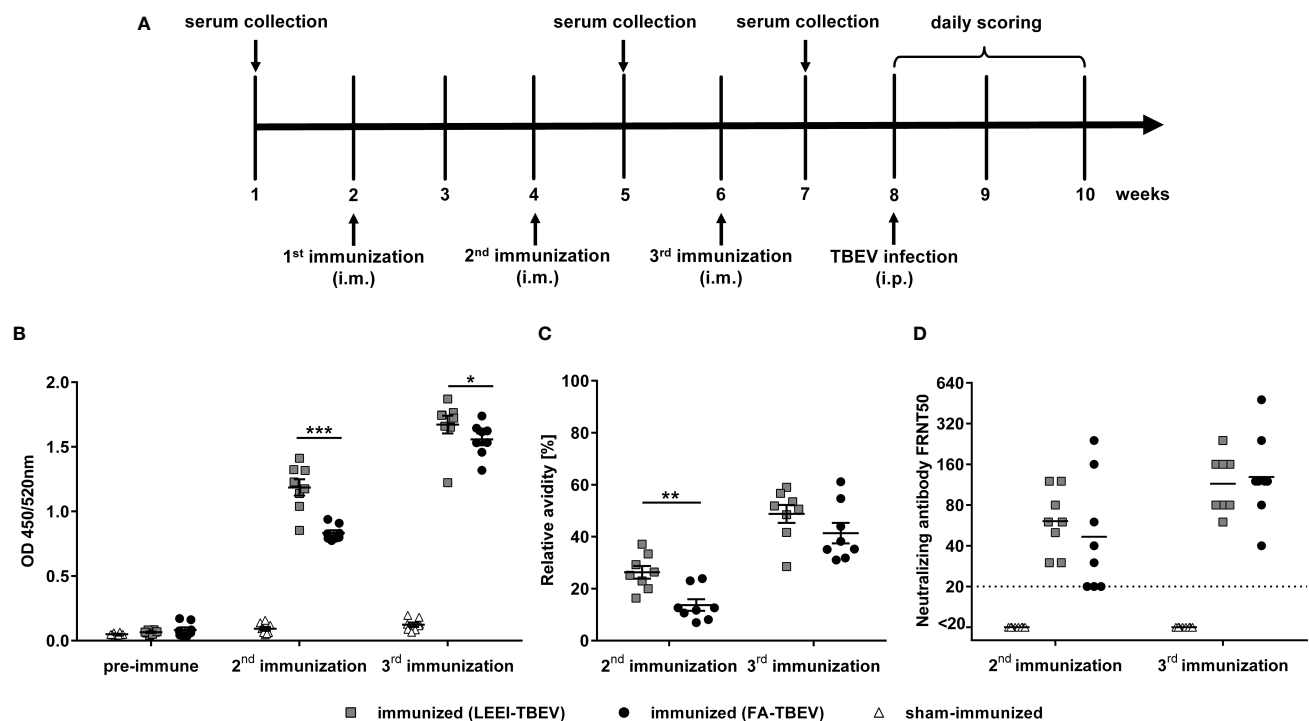 A
serum collection serum collection serum collection daily scoring
1 2 3 4 5 6 7 8 9 10 weeks
1st immunization 2nd immunization 3rd immunization TBEV infection
(i.m.) (i.m.) (i.m.) (i.p.)
B
OD 450/520nm
2.0
1.5
1.0
0.5
0.0
***
*
pre-immune 2nd immunization 3rd immunization
C
Relative avidity [%]
100
80
60
40
20
0
**
2nd immunization 3rd immunization
D
Neutralizing antibody FRNT50
640
320
160
80
40
20
<20
2nd immunization 3rd immunization
immunized (LEEI-TBEV) immunized (FA-TBEV) sham-immunized